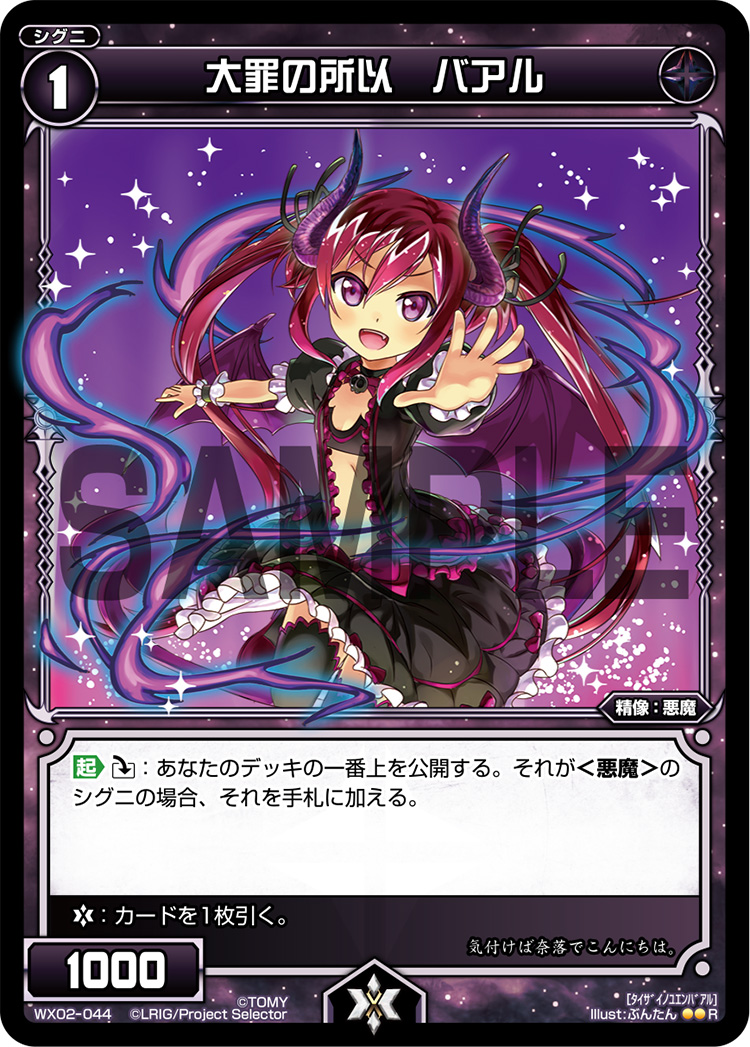 シグニ
1
大罪の所以 バアル
SAMPLE
精像：悪魔
起 ：あなたのデッキの一番上を公開する。それが＜悪魔＞の
シグニの場合、それを手札に加える。
：カードを1枚引く。
気付けば奈落でこんにちは。
1000
©TOMY
WX02-044 ©LRIG/Project Selector
[ﾀｲｻﾞｲﾉﾕｴﾝﾊﾞｱﾙ]
Illust:ぶんたん R